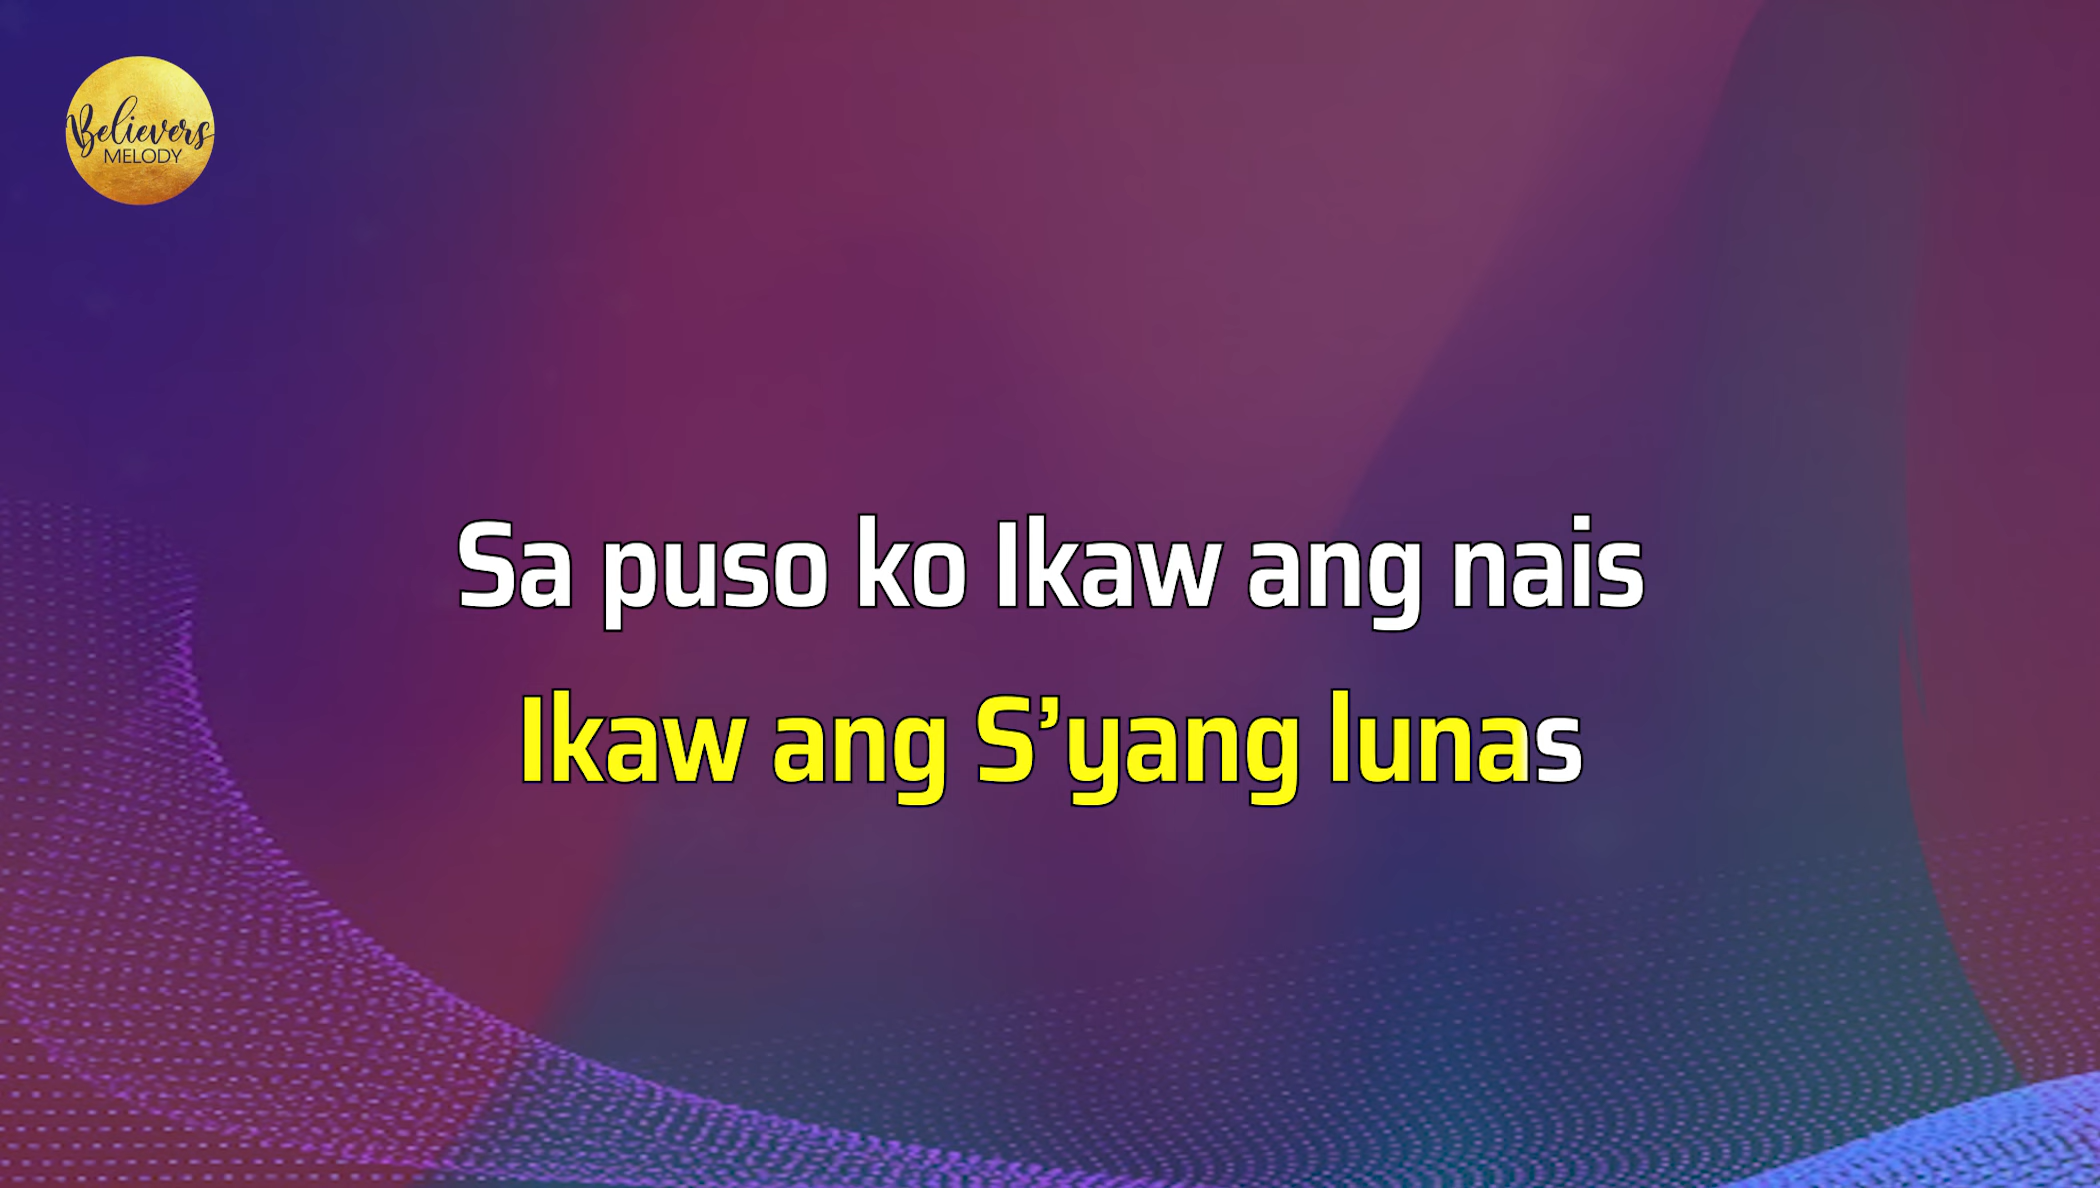 Believers
MELODY
Sa puso ko Ikaw ang nais
Ikaw ang S’yang lunas